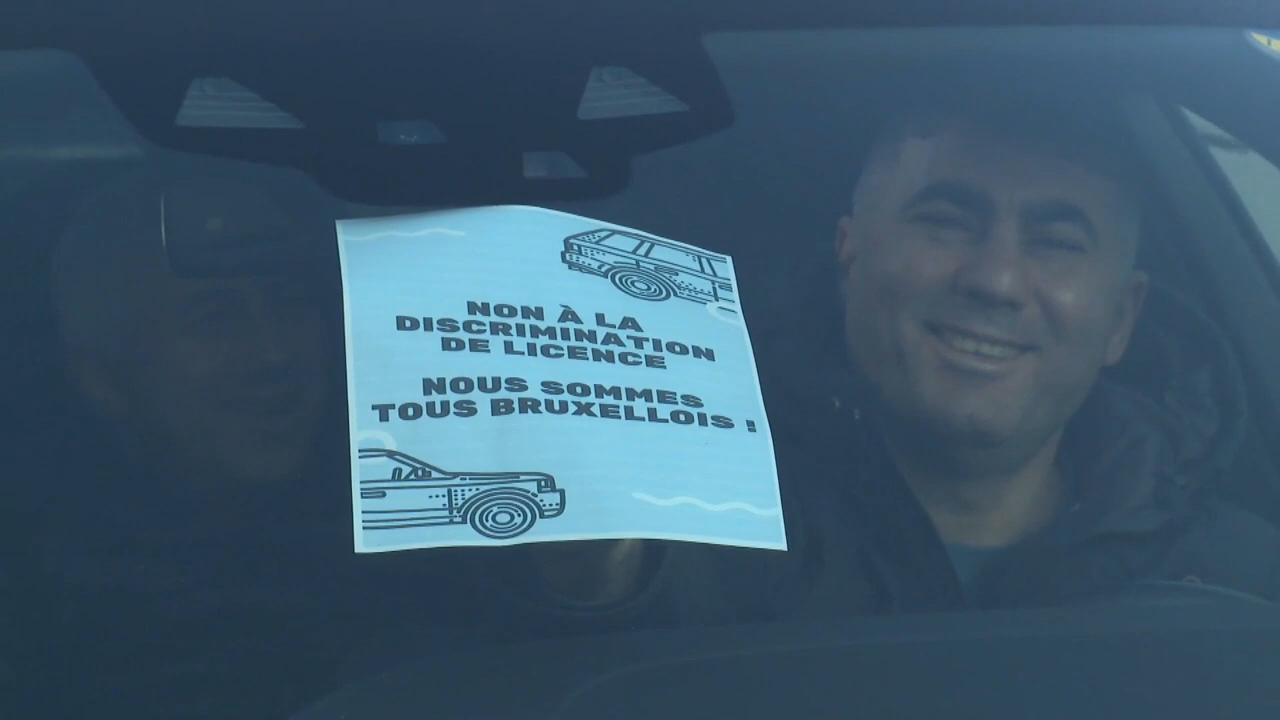 NON À LA
DISCRIMINATION
DE LICENCE
NOUS SOMMES
TOUS BRUXELLOIS !